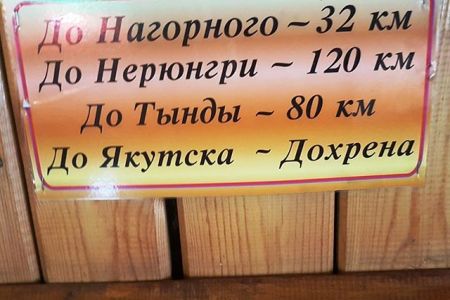 До Нагорного ~ 32 км
До Нерюнгри ~ 120 км
До Тынды ~ 80 км
До Якутска ~ Дохрена